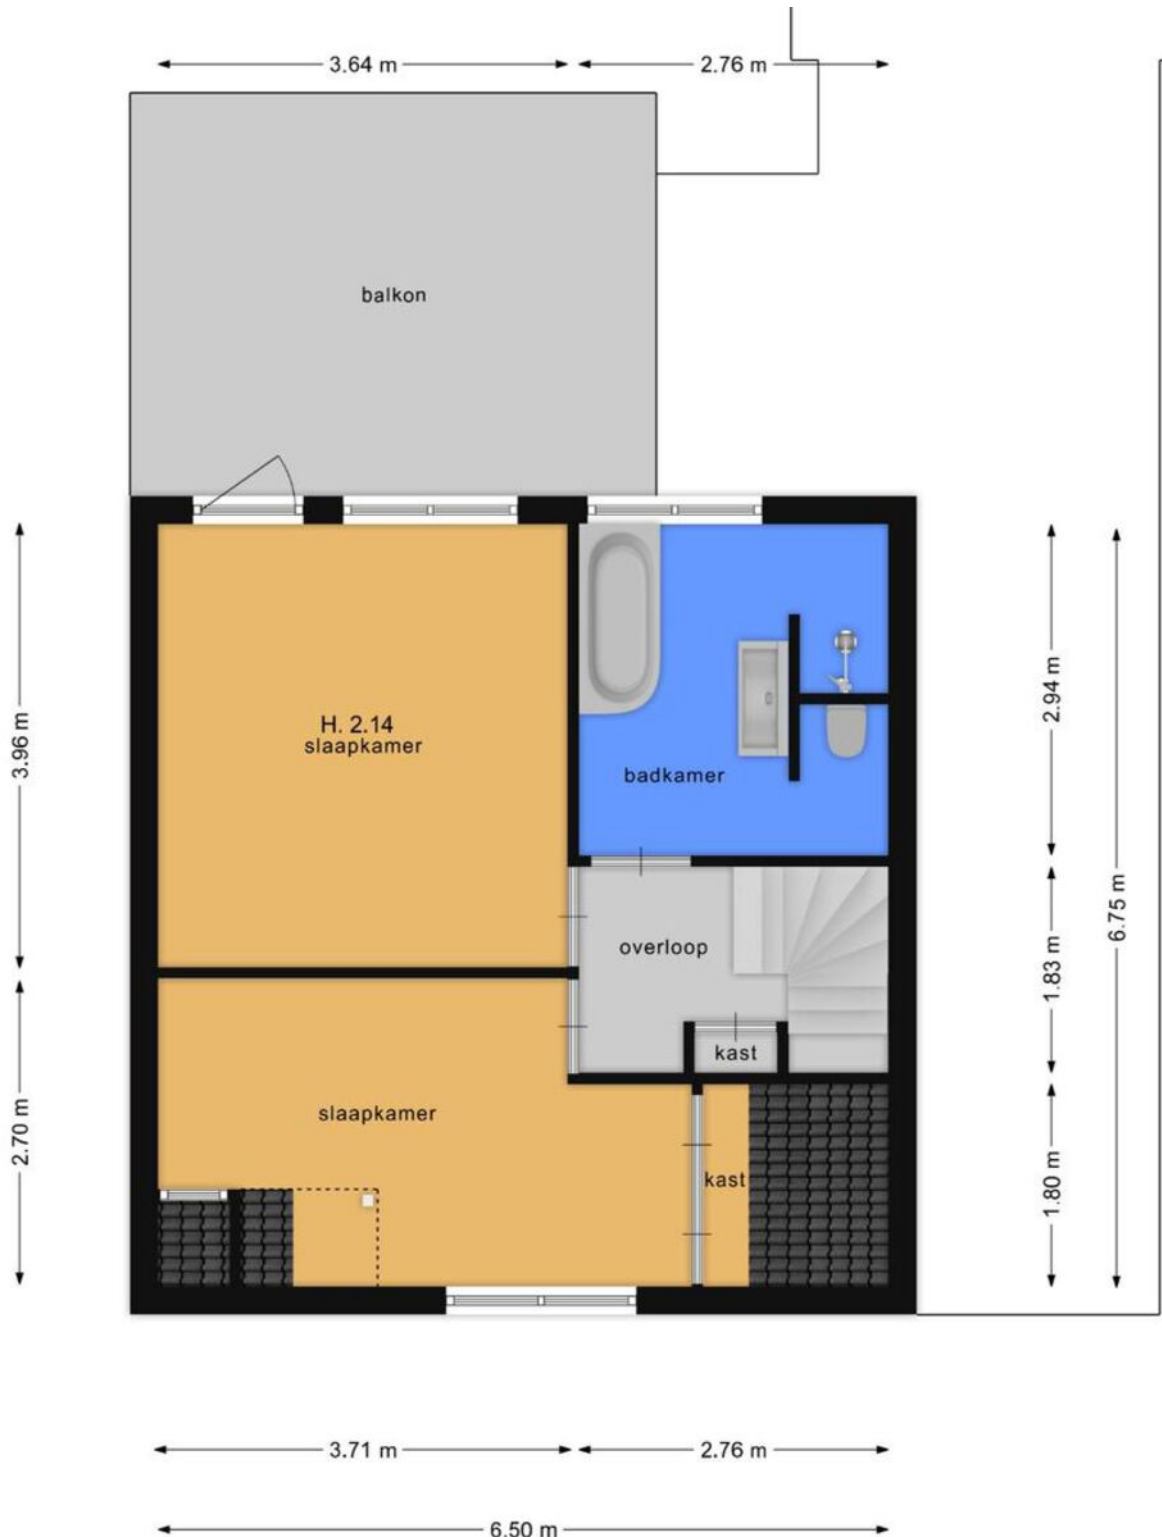 3.64 m
2.76 m
balkon
H. 2.14
slaapkamer
3.96 m
badkamer
2.94 m
6.75 m
overloop
1.83 m
kast
slaapkamer
2.70 m
kast
1.80 m
3.71 m
2.76 m
6.50 m